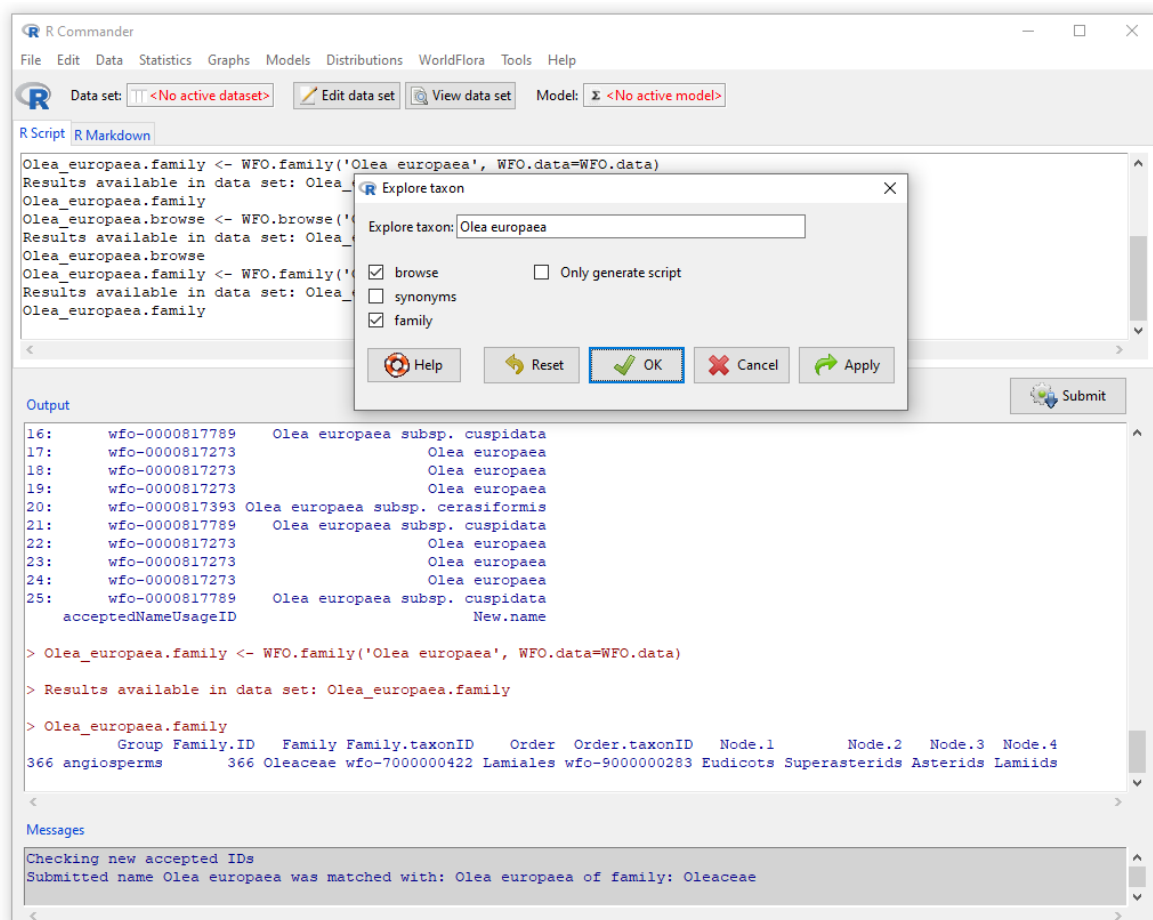 R Commander
File Edit Data Statistics Graphs Models Distributions WorldFlora Tools Help
R Data set: <No active dataset> Edit data set View data set Model: Σ <No active model>
R Script R Markdown
Olea_europaea.family <- WFO.family('Olea europaea', WFO.data=WFO.data)
Results available in data set: Olea_
Olea_europaea.family
Olea_europaea.browse <- WFO.browse('
Results available in data set: Olea_
Olea_europaea.browse
Olea_europaea.family <- WFO.family('
Results available in data set: Olea_
Olea_europaea.family
Explore taxon
Explore taxon: Olea europaea
browse Only generate script
synonyms
family
Help Reset OK Cancel Apply
Submit
Output
16: wfo-0000817789 Olea europaea subsp. cuspidata
17: wfo-0000817273 Olea europaea
18: wfo-0000817273 Olea europaea
19: wfo-0000817273 Olea europaea
20: wfo-0000817393 Olea europaea subsp. cerasiformis
21: wfo-0000817789 Olea europaea subsp. cuspidata
22: wfo-0000817273 Olea europaea
23: wfo-0000817273 Olea europaea
24: wfo-0000817273 Olea europaea
25: wfo-0000817789 Olea europaea subsp. cuspidata
acceptedNameUsageID New.name
> Olea_europaea.family <- WFO.family('Olea europaea', WFO.data=WFO.data)
> Results available in data set: Olea_europaea.family
> Olea_europaea.family
Group Family.ID Family Family.taxonID Order Order.taxonID Node.1 Node.2 Node.3 Node.4
366 angiosperms 366 Oleaceae wfo-7000000422 Lamiales wfo-9000000283 Eudicots Superasterids Asterids Lamiids
Messages
Checking new accepted IDs
Submitted name Olea europaea was matched with: Olea europaea of family: Oleaceae